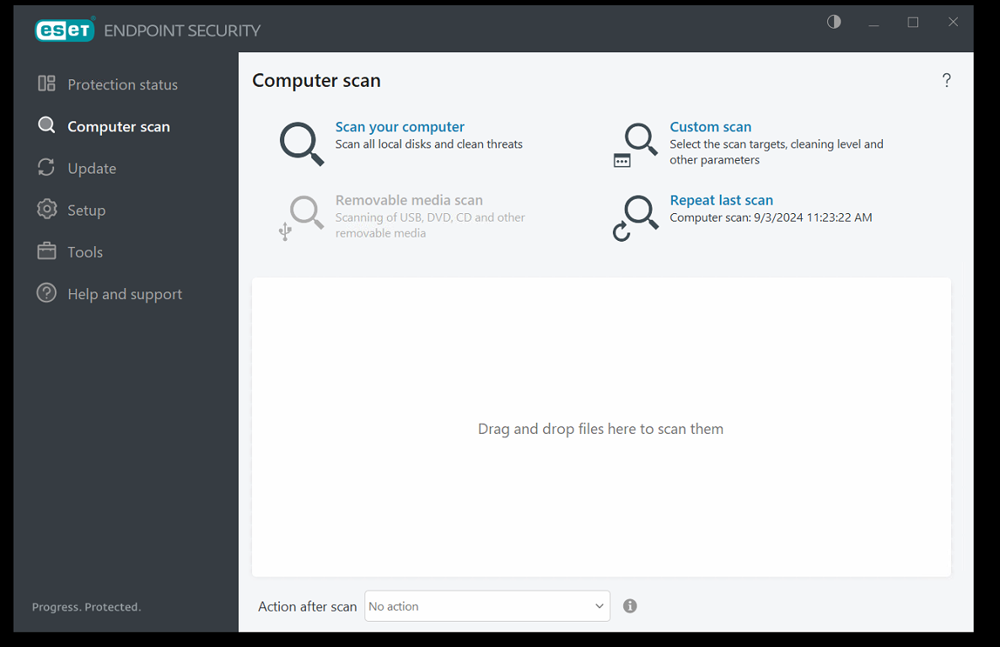 eset ENDPOINT SECURITY
Protection status
Computer scan
Update
Setup
Tools
Help and support
Progress. Protected.
Computer scan
?
Scan your computer
Scan all local disks and clean threats
Custom scan
Select the scan targets, cleaning level and
other parameters
Removable media scan
Scanning of USB, DVD, CD and other
removable media
Repeat last scan
Computer scan: 9/3/2024 11:23:22 AM
Drag and drop files here to scan them
Action after scan No action